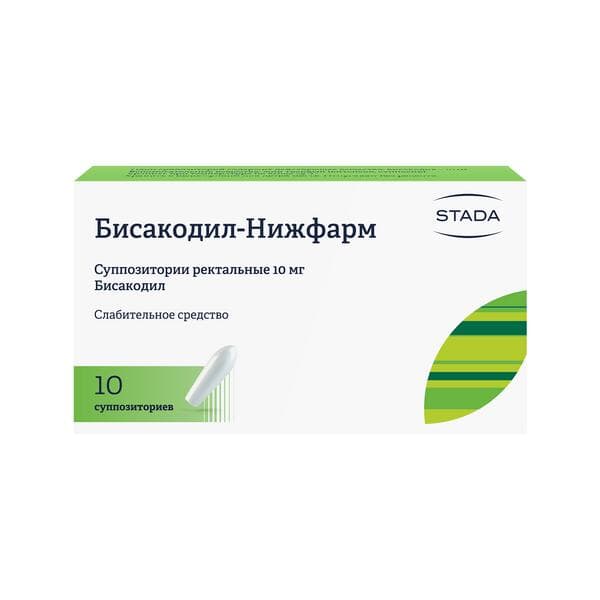 STADA
Бисакодил-Нижфарм
Суппозитории ректальные 10 мг
Бисакодил
Слабительное средство
10
суппозиториев